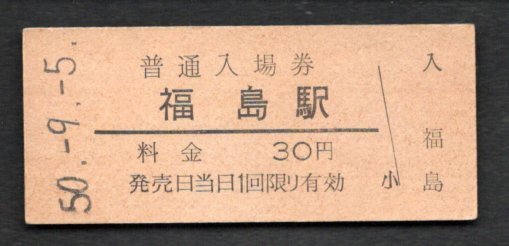 50.-9.-5.
普通入場券
福島駅
料金 30円
発売日当日1回限り有効
小
入
福島